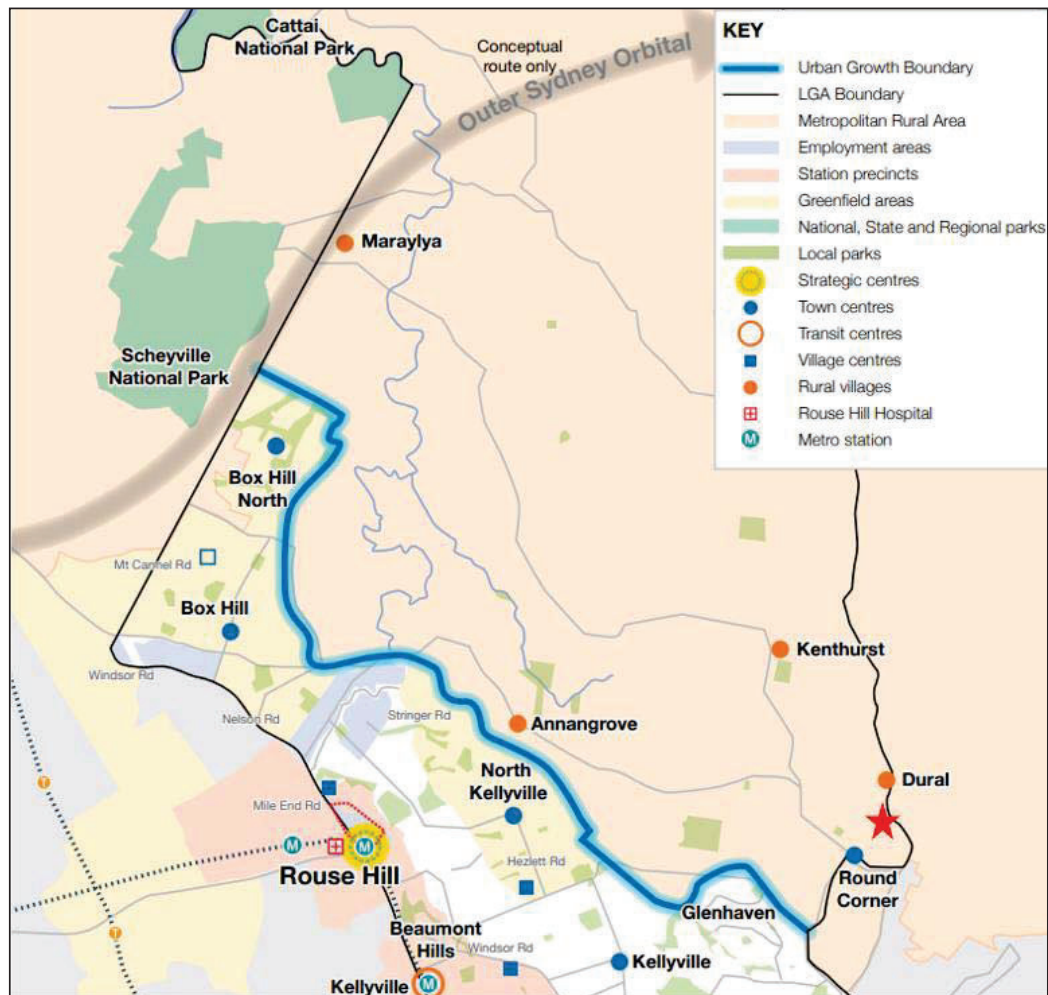 Cattai
National Park
Conceptual
route only
Outer Sydney Orbital
KEY
Urban Growth Boundary
LGA Boundary
Metropolitan Rural Area
Employment areas
Station precincts
Greenfield areas
National, State and Regional parks
Local parks
Strategic centres
Town centres
Transit centres
Village centres
Rural villages
Rouse Hill Hospital
M Metro station
Maraylya
Scheyville
National Park
Box Hill
North
Mt Carmel Rd
Box Hill
Windsor Rd
Nelson Rd
Stringer Rd
Kenthurst
Annangrove
North
Kellyville
Dural
T
Mile End Rd
M
M
Rouse Hill
Hezlett Rd
Round
Corner
Glenhaven
Beaumont
Hills
Windsor Rd
T
Kellyville
Kellyville
M